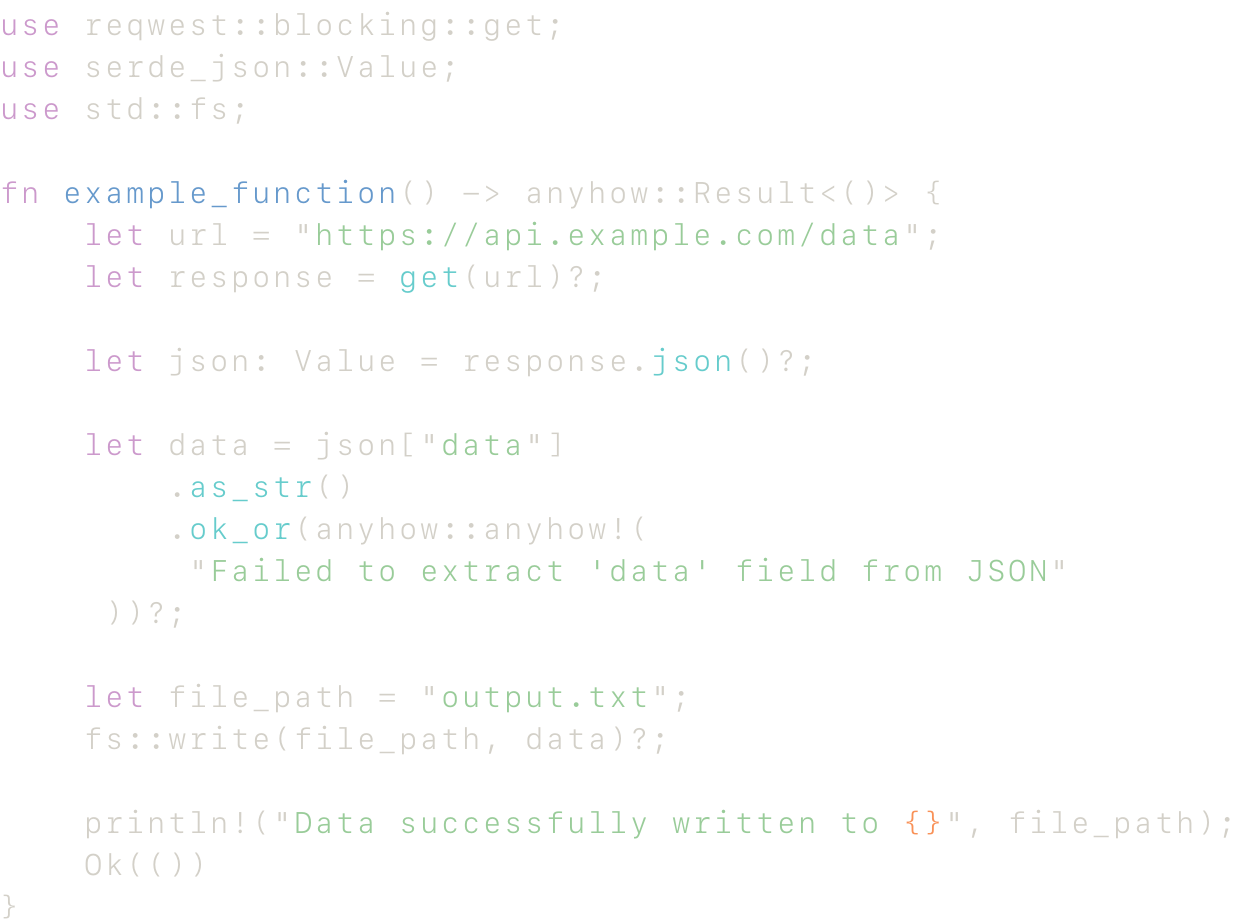 use reqwest::blocking::get;
use serde_json::Value;
use std::fs;

fn example_function() -> anyhow::Result<()> {
    let url = "https://api.example.com/data";
    let response = get(url)?;

    let json: Value = response.json()?;

    let data = json["data"]
        .as_str()
        .ok_or(anyhow::anyhow!(
         "Failed to extract 'data' field from JSON"
     ))?;

    let file_path = "output.txt";
    fs::write(file_path, data)?;

    println!("Data successfully written to {}", file_path);
    Ok(())
}